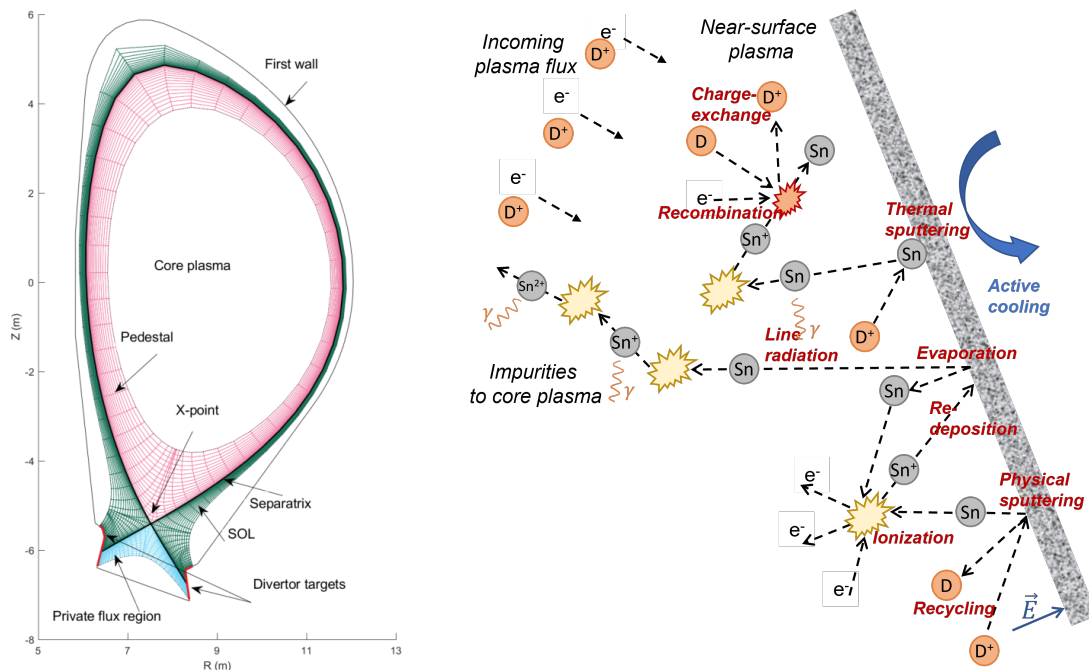 6
4
2
0
-2
-4
-6
-8
5
7
9
11
13
Z (m)
R (m)
First wall
Core plasma
Pedestal
X-point
Separatrix
SOL
Divertor targets
Private flux region
Incoming
plasma flux
e-
D+
e-
D+
e-
D+
Near-surface
plasma
Charge-
exchange
D+
D
Sn
e-
Recombination
Sn+
Thermal
sputtering
Sn
Sn
Active
cooling
Sn2+
γ
γ
D+
Sn+
Line
radiation
γ
Sn
Evaporation
Impurities
to core plasma
Sn
Re-
deposition
Sn+
e-
Physical
sputtering
e-
Ionization
Sn
e-
D
Recycling
E
D+